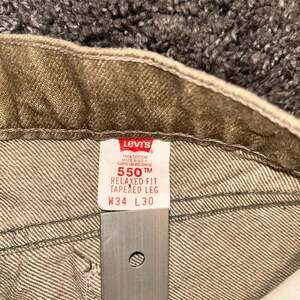 LEVI'S
550™
RELAXED FIT
TAPERED LEG
W34 L30